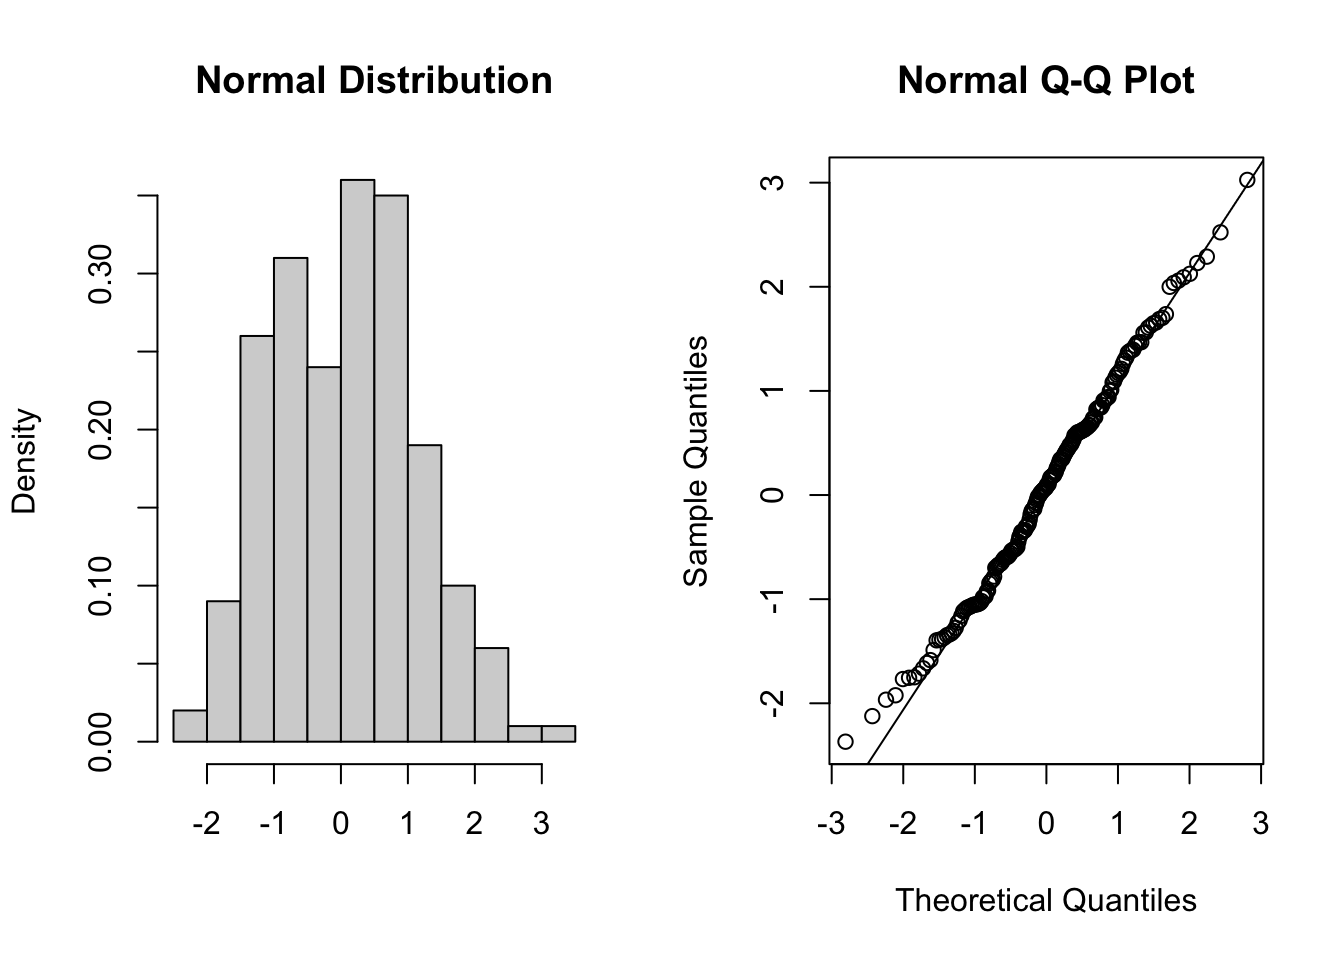 Normal Distribution
Density
0.00 0.10 0.20 0.30
-2 -1 0 1 2 3
Normal Q-Q Plot
Sample Quantiles
-2 -1 0 1 2 3
-3 -2 -1 0 1 2 3
Theoretical Quantiles